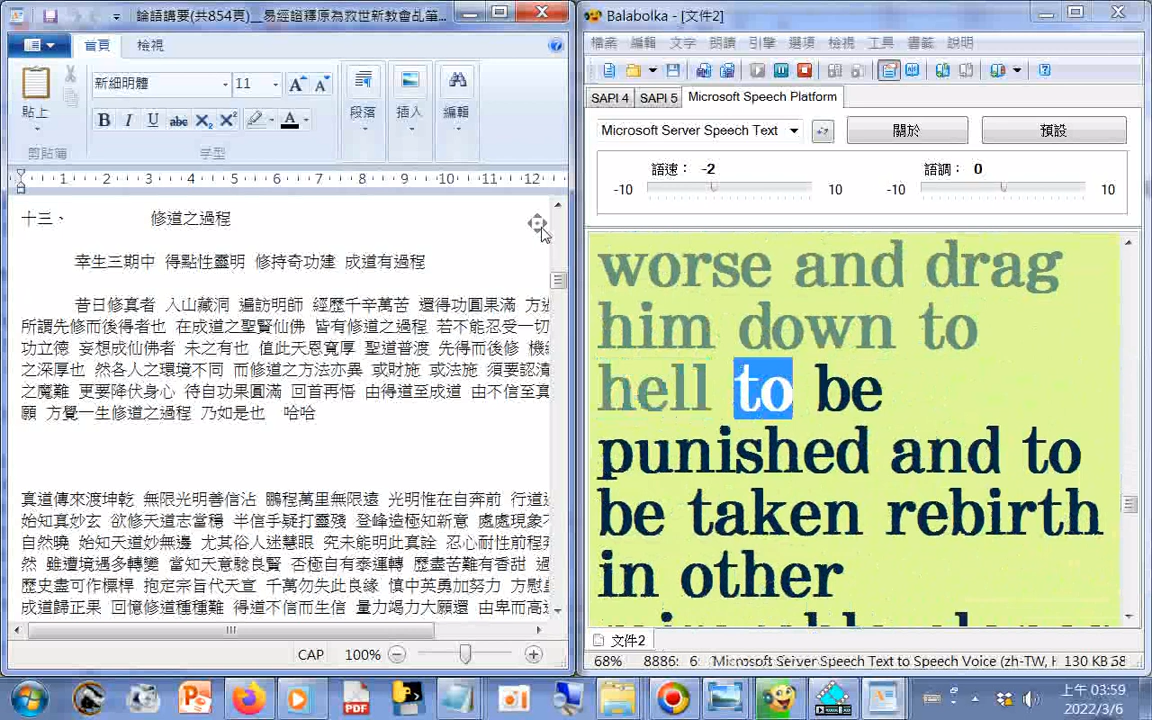 論語講要(共854頁)__易經證釋原為救世新教會乩筆...
首頁
檢視
貼上
剪貼簿
新細明體
11
字型
段落
插入
編輯
1 2 3 4 5 6 7 8 9 10 11 12
十三、 修道之過程
幸生三期中 得點性靈明 修持奇功建 成道有過程
昔日修真者 入山藏洞 遍訪明師 經歷千辛萬苦 還得功圓果滿 方
所謂先修而後得者也 在成道之聖賢仙佛 皆有修道之過程 若不能忍受一切
功立德 妄想成仙佛者 未之有也 值此天恩寬厚 聖道普渡 先得而後修 機
之深厚也 然各人之環境不同 而修道之方法亦異 或財施 或法施 須要認清
之魔難 更要降伏身心 待自功果圓滿 回首再悟 由得道至成道 由不信至真
願 方覺一生修道之過程 乃如是也 哈哈
真道傳來渡坤乾 無限光明善信沾 鵬程萬里無限遠 光明惟在自奔前 行道
始知真妙玄 欲修天道志當穩 半信半疑打靈殘 登峰造極知新意 處處現象
自然曉 始知天道妙無邊 尤其俗人迷慧眼 究未能明此真詮 忍心耐性前程
然 雖遭境遇多轉變 當知天意驗良賢 否極自有泰運轉 歷盡苦難有香甜 過
歷史盡可作標桿 抱定宗旨代天宣 千萬勿失此良緣 慎中英勇加努力 方慰
成道歸正果 回憶修道種種難 得道不信而生信 量力竭力大願還 由卑而高
CAP 100%
Balabolka - [文件2]
檔案 編輯 文字 朗讀 引擎 選項 檢視 工具 書籤 說明
SAPI 4 SAPI 5 Microsoft Speech Platform
Microsoft Server Speech Text
關於
預設
語速： -2
-10 10
語調： 0
-10 10
worse and drag
him down to
hell to be
punished and to
be taken rebirth
in other
文件2
68% 8886: 6 Microsoft Server Speech Text to Speech Voice (zh-TW, H 130 KB
上午 03:59
2022/3/6